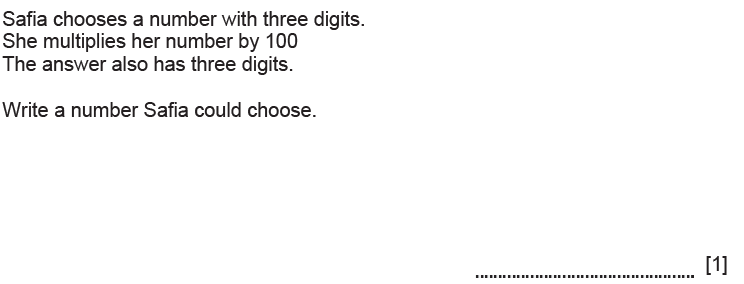 Safia chooses a number with three digits.
She multiplies her number by 100
The answer also has three digits.
Write a number Safia could choose.
[1]